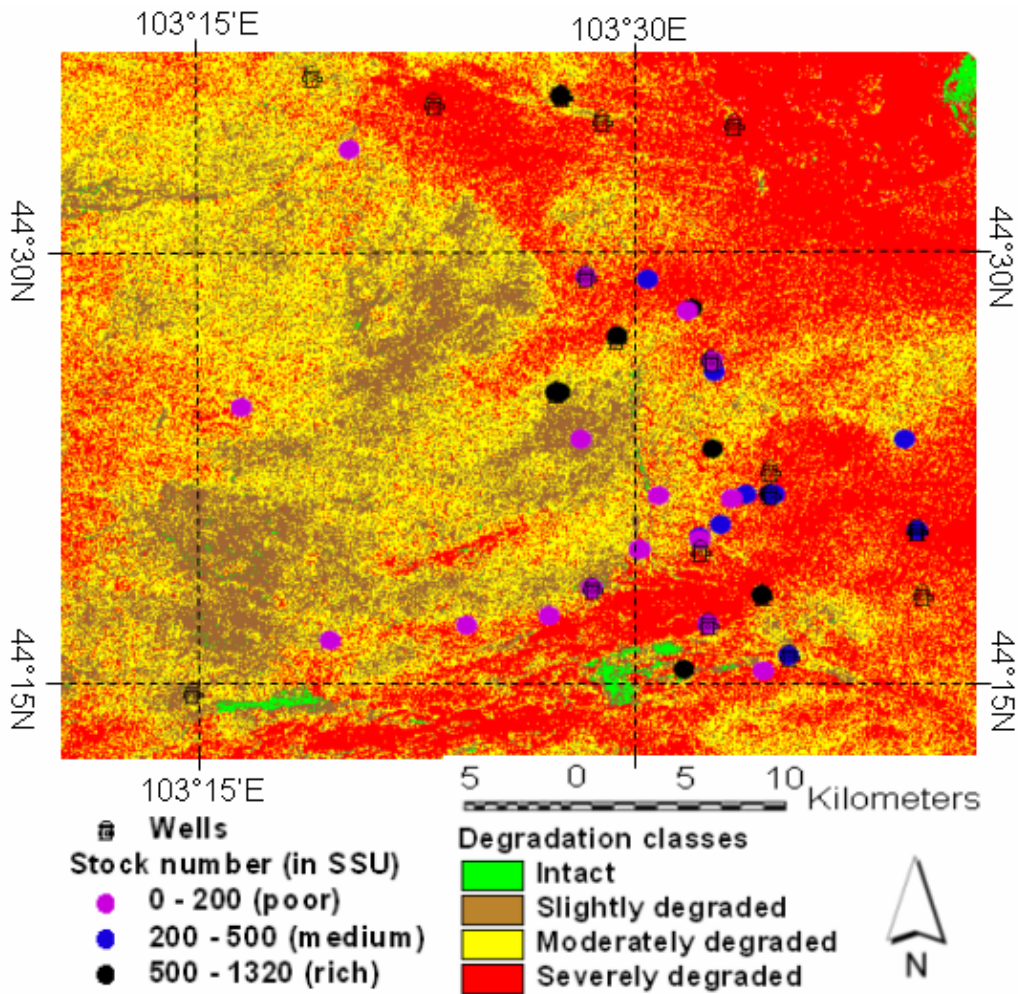 103°15'E 103°30E
44°30N 44°30N
44°15N 44°15N
103°15'E
5 0 5 10 Kilometers
Wells
Stock number (in SSU)
0 - 200 (poor)
200 - 500 (medium)
500 - 1320 (rich)
Degradation classes
Intact
Slightly degraded
Moderately degraded
Severely degraded
N